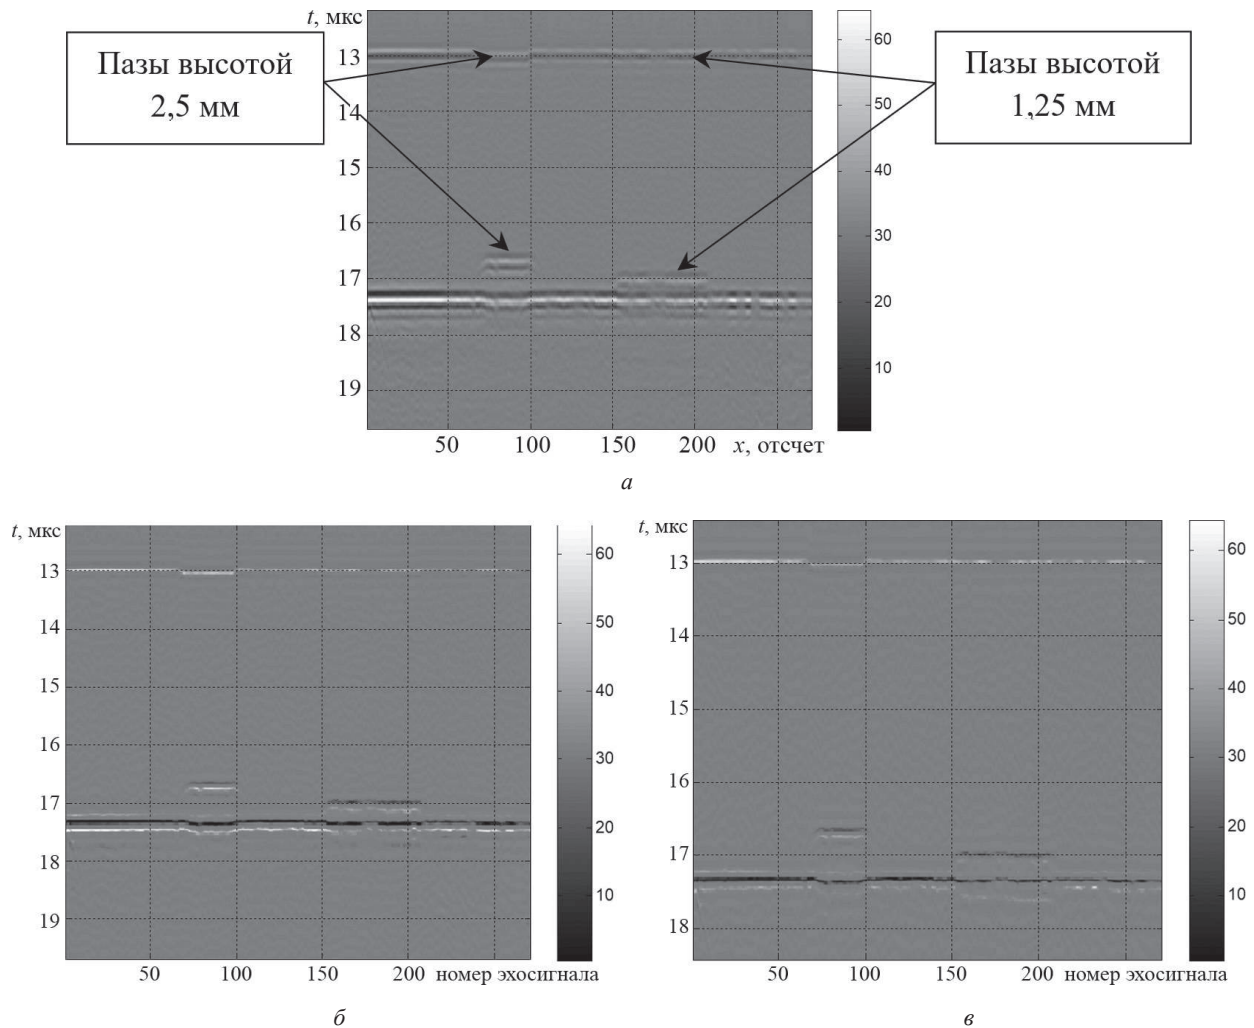 t, мкс
Пазы высотой
2,5 мм
Пазы высотой
1,25 мм
13
14
15
16
17
18
19
60
50
40
30
20
10
50 100 150 200 x, отсчет
а
t, мкс
13
14
15
16
17
18
19
60
50
40
30
20
10
50 100 150 200 номер эхосигнала
б
t, мкс
13
14
15
16
17
18
60
50
40
30
20
10
50 100 150 200 номер эхосигнала
в